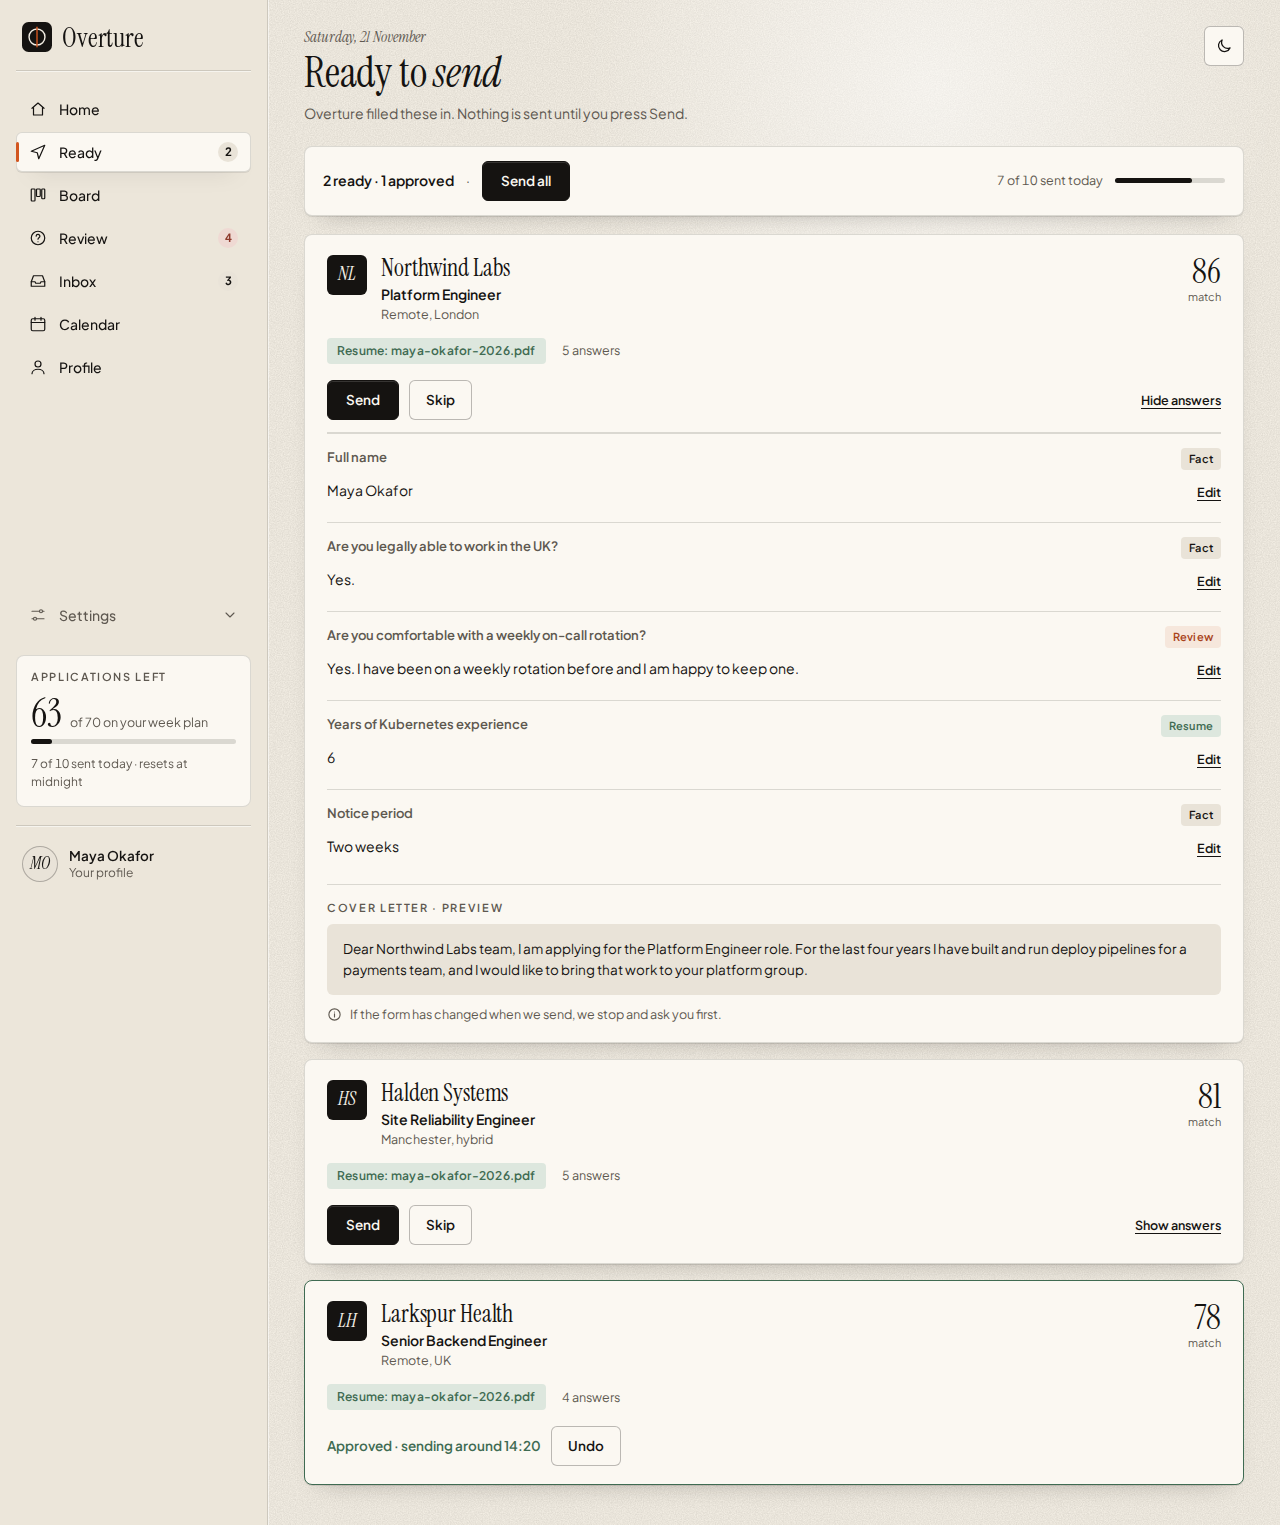 Overture
Home
Ready 2
Board
Review 4
Inbox 3
Calendar
Profile
Settings
APPLICATIONS LEFT
63 of 70 on your week plan
7 of 10 sent today · resets at
midnight
MO
Maya Okafor
Your profile
Saturday, 21 November
Ready to send
Overture filled these in. Nothing is sent until you press Send.
2 ready · 1 approved · Send all
7 of 10 sent today
NL
Northwind Labs
Platform Engineer
Remote, London
86
match
Resume: maya-okafor-2026.pdf 5 answers
Send Skip Hide answers
Full name Fact
Maya Okafor Edit
Are you legally able to work in the UK? Fact
Yes. Edit
Are you comfortable with a weekly on-call rotation? Review
Yes. I have been on a weekly rotation before and I am happy to keep one. Edit
Years of Kubernetes experience Resume
6 Edit
Notice period Fact
Two weeks Edit
COVER LETTER · PREVIEW
Dear Northwind Labs team, I am applying for the Platform Engineer role. For the last four years I have built and run deploy pipelines for a
payments team, and I would like to bring that work to your platform group.
If the form has changed when we send, we stop and ask you first.
HS
Halden Systems
Site Reliability Engineer
Manchester, hybrid
81
match
Resume: maya-okafor-2026.pdf 5 answers
Send Skip Show answers
LH
Larkspur Health
Senior Backend Engineer
Remote, UK
78
match
Resume: maya-okafor-2026.pdf 4 answers
Approved · sending around 14:20 Undo